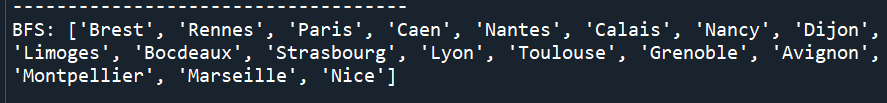 ------------------------------------
BFS: ['Brest', 'Rennes', 'Paris', 'Caen', 'Nantes', 'Calais', 'Nancy', 'Dijon',
'Limoges', 'Bocdeaux', 'Strasbourg', 'Lyon', 'Toulouse', 'Grenoble', 'Avignon',
'Montpellier', 'Marseille', 'Nice']